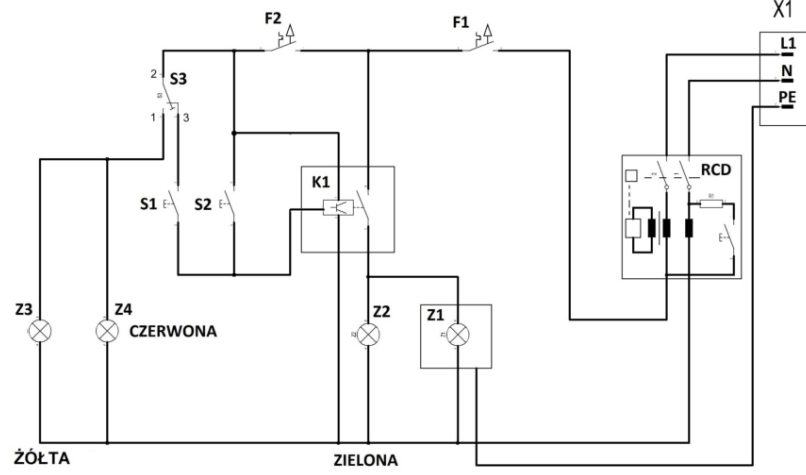 X1
F2
F1
L1
N
PE
2
S3
1
3
RCD
K1
S1
S2
Z3
Z4
CZERWONA
Z2
Z1
ŻÓŁTA
ZIELONA